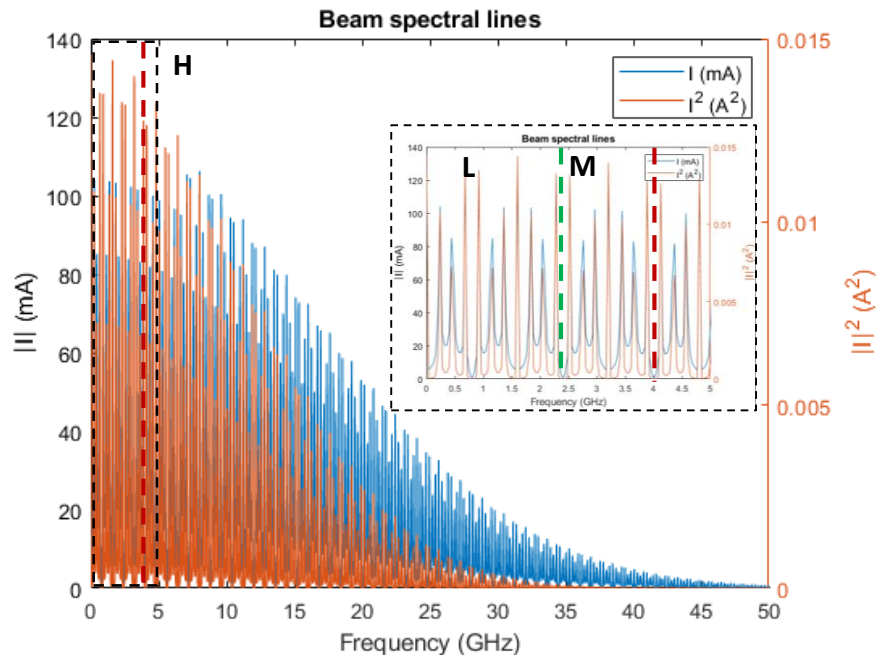 Beam spectral lines
140
120
100
80
60
40
20
0
|I| (mA)
0.015
0.01
0.005
0
|I|² (A²)
0 5 10 15 20 25 30 35 40 45 50
Frequency (GHz)
H
I (mA)
I² (A²)
Beam spectral lines
L
M
I (mA)
I² (A²)
140
120
100
80
60
40
20
0
|I| (mA)
0.015
0.01
0.005
0
|I|² (A²)
0 0.5 1 1.5 2 2.5 3 3.5 4 4.5 5
Frequency (GHz)